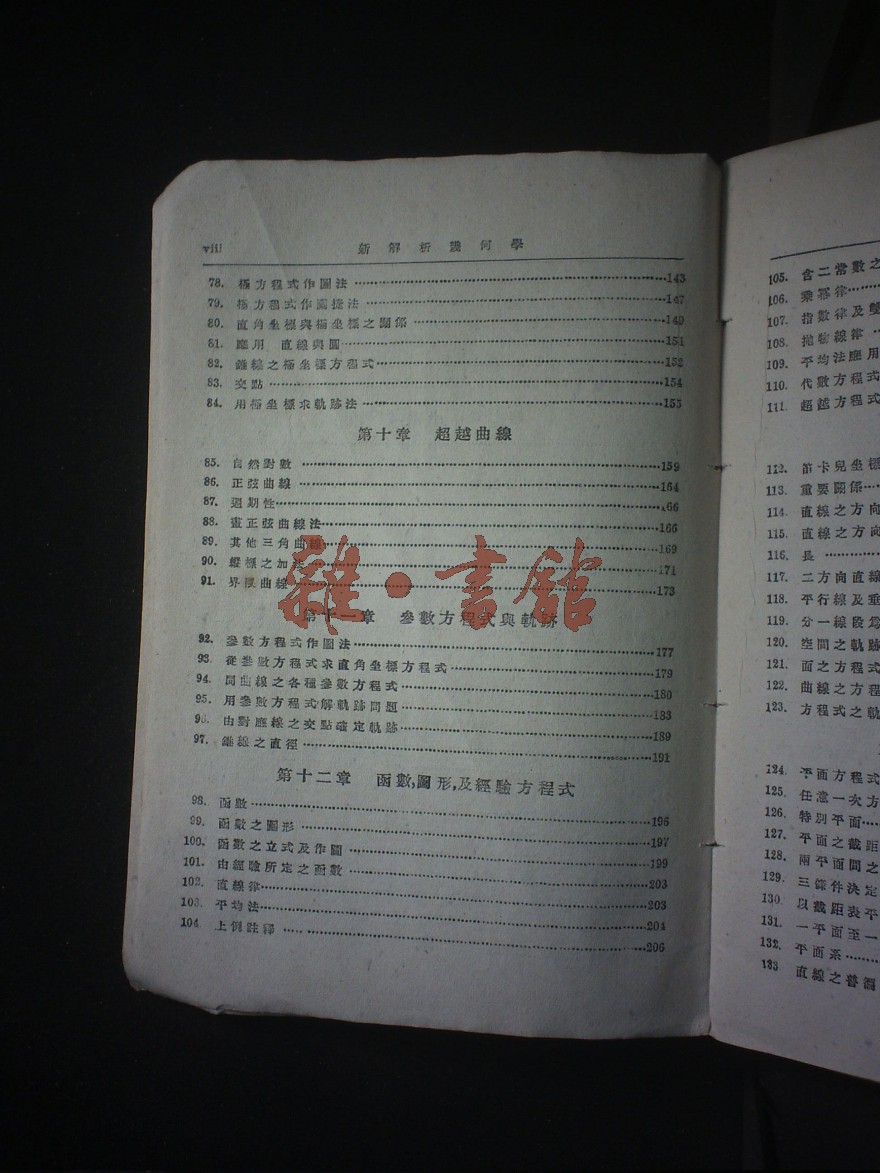 viii 新解析幾何學
78. 極方程式作圖法 143
79. 極方程式作圖捷法 147
80. 直角坐標與極坐標之關係 149
81. 應用 直線與圓 151
82. 錐線之極坐標方程式 152
83. 交點 154
84. 用極坐標求軌跡法 155
第十章 超越曲線
85. 自然對數 159
86. 正弦曲線 164
87. 週期性 166
88. 畫正弦曲線法 166
89. 其他三角曲線 169
90. 縱標之加法 171
91. 界限曲線 173
第十一章 參數方程式與軌跡
92. 參數方程式作圖法 177
93. 從參數方程式求直角坐標方程式 179
94. 同曲線之各種參數方程式 180
95. 用參數方程式解軌跡問題 183
96. 由對應線之交點確定軌跡 189
97. 錐線之直徑 191
第十二章 函數,圖形,及經驗方程式
98. 函數 196
99. 函數之圖形 197
100. 函數之立式及作圖 199
101. 由經驗所定之函數 203
102. 直線律 203
103. 平均法 204
104 上例註釋 206
雜·書館
105. 含二常數之
106. 乘冪律
107. 指數律及雙
108. 拋物線律
109. 平均法應用
110. 代數方程式
111. 超越方程式
112. 笛卡兒坐標
113. 重要關係
114. 直線之方向
115. 直線之方向
116. 長
117. 二方向直線
118. 平行線及垂
119. 分一線段為
120. 空間之軌跡
121. 面之方程式
122. 曲線之方程
123. 方程式之軌
124. 平面方程式
125. 任意一次方
126. 特別平面
127. 平面之截距
128. 兩平面間之
129. 三條件決定
130. 以截距表平
131. 一平面至一
132. 平面系
133 直線之普遍